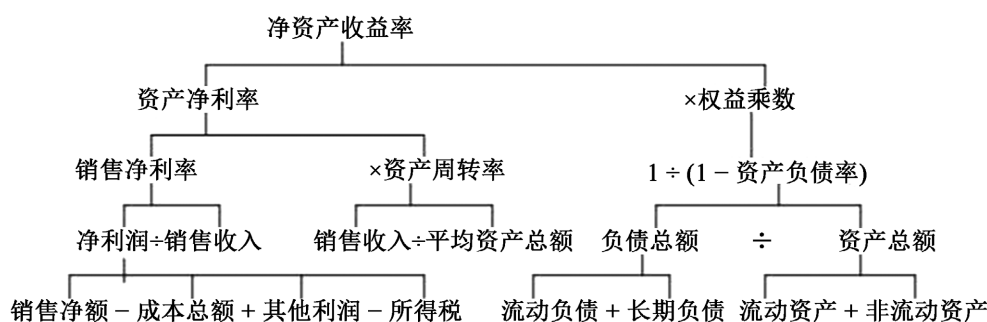 净资产收益率
资产净利率 ×权益乘数
销售净利率 ×资产周转率 1÷(1－资产负债率)
净利润÷销售收入 销售收入÷平均资产总额 负债总额 ÷ 资产总额
销售净额－成本总额＋其他利润－所得税 流动负债＋长期负债 流动资产＋非流动资产